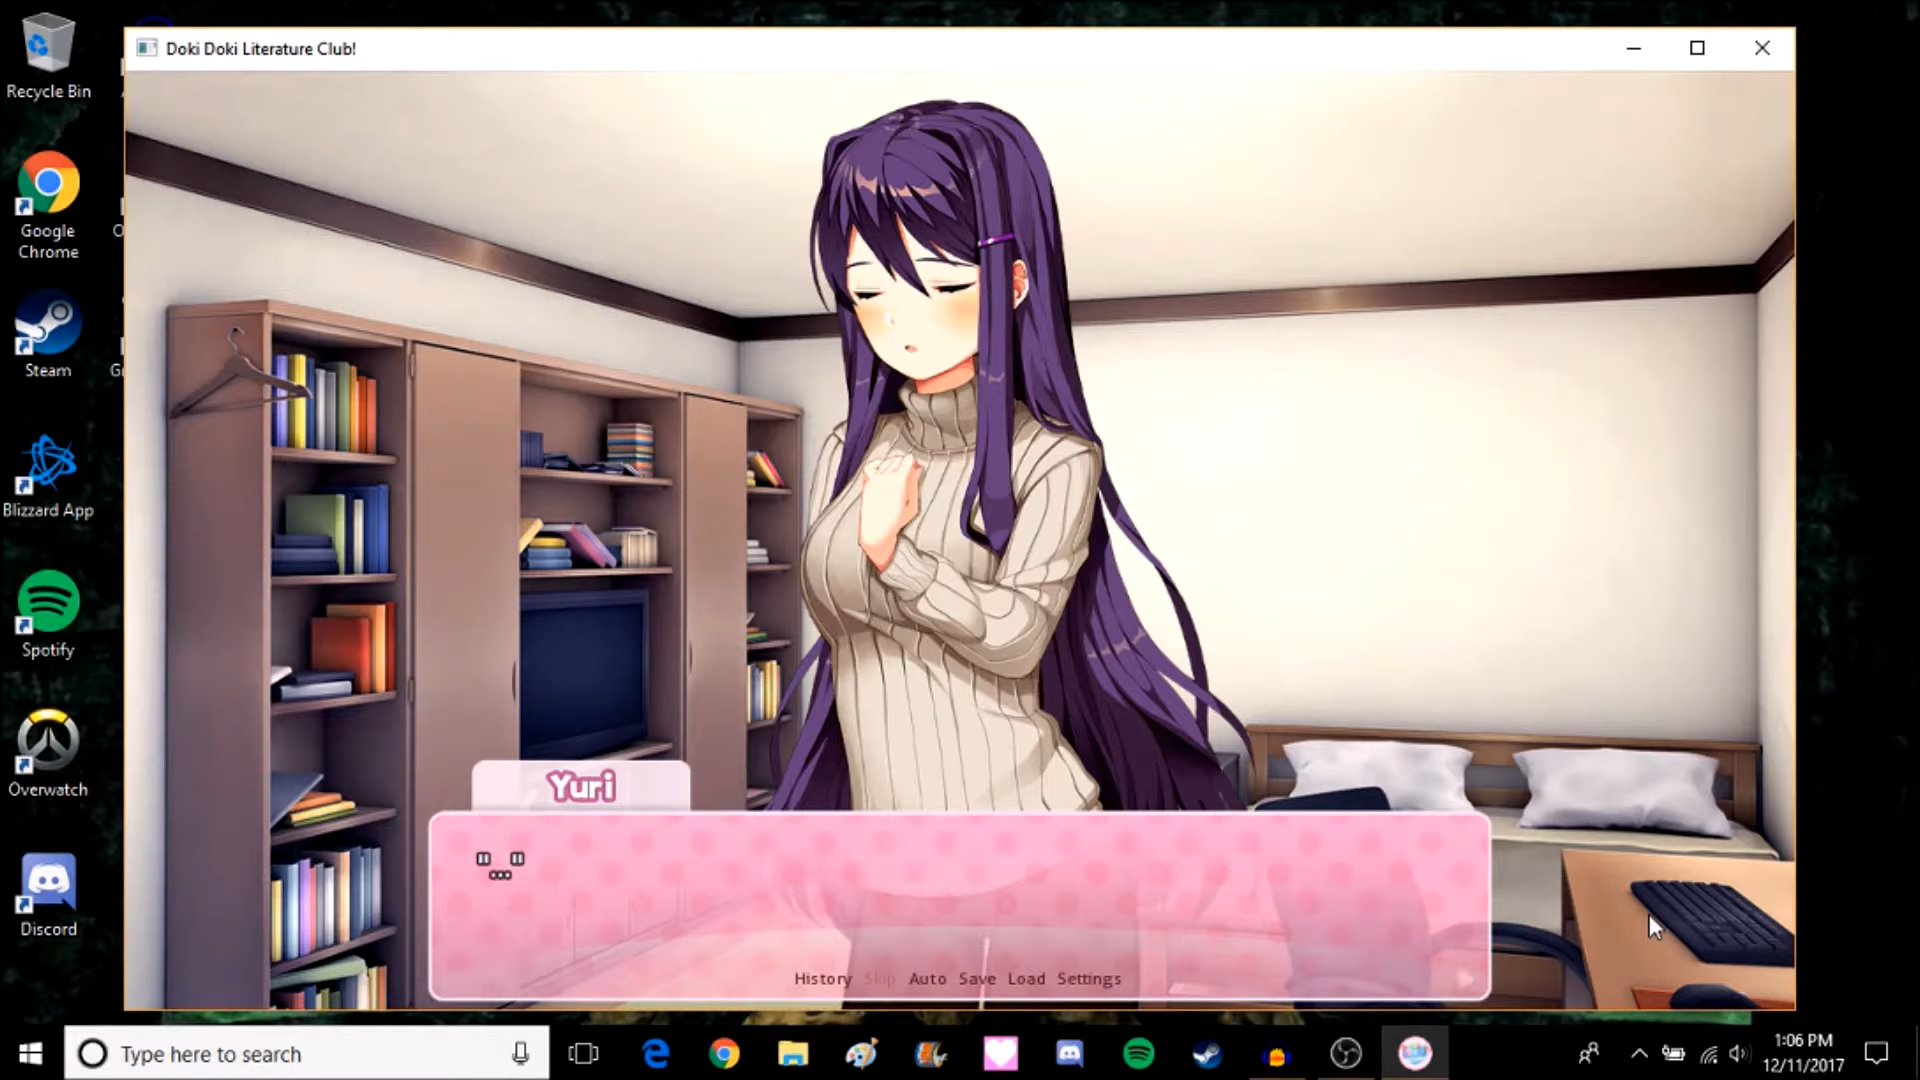 Doki Doki Literature Club!
Recycle Bin
Google
Chrome
Steam
Blizzard App
Spotify
Overwatch
Discord
Yuri
History Skip Auto Save Load Settings
Type here to search
1:06 PM
12/11/2017